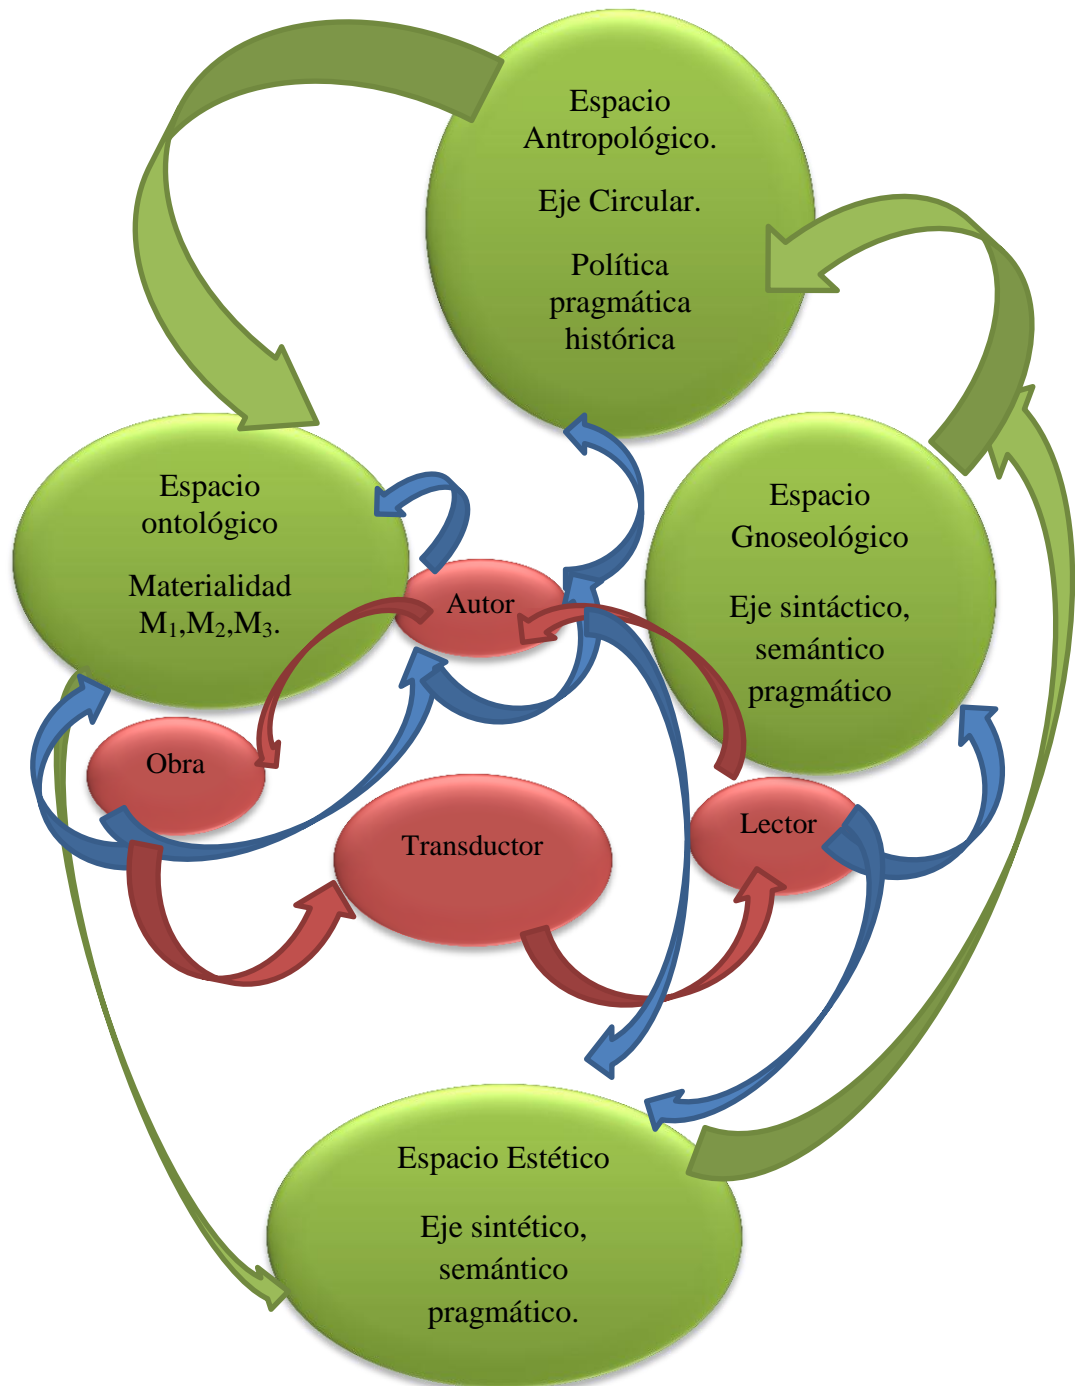 Espacio
Antropológico.
Eje Circular.
Política
pragmática
histórica
Espacio
ontológico
Materialidad
M₁,M₂,M₃.
Autor
Espacio
Gnoseológico
Eje sintáctico,
semántico
pragmático
Obra
Transductor
Lector
Espacio Estético
Eje sintético,
semántico
pragmático.